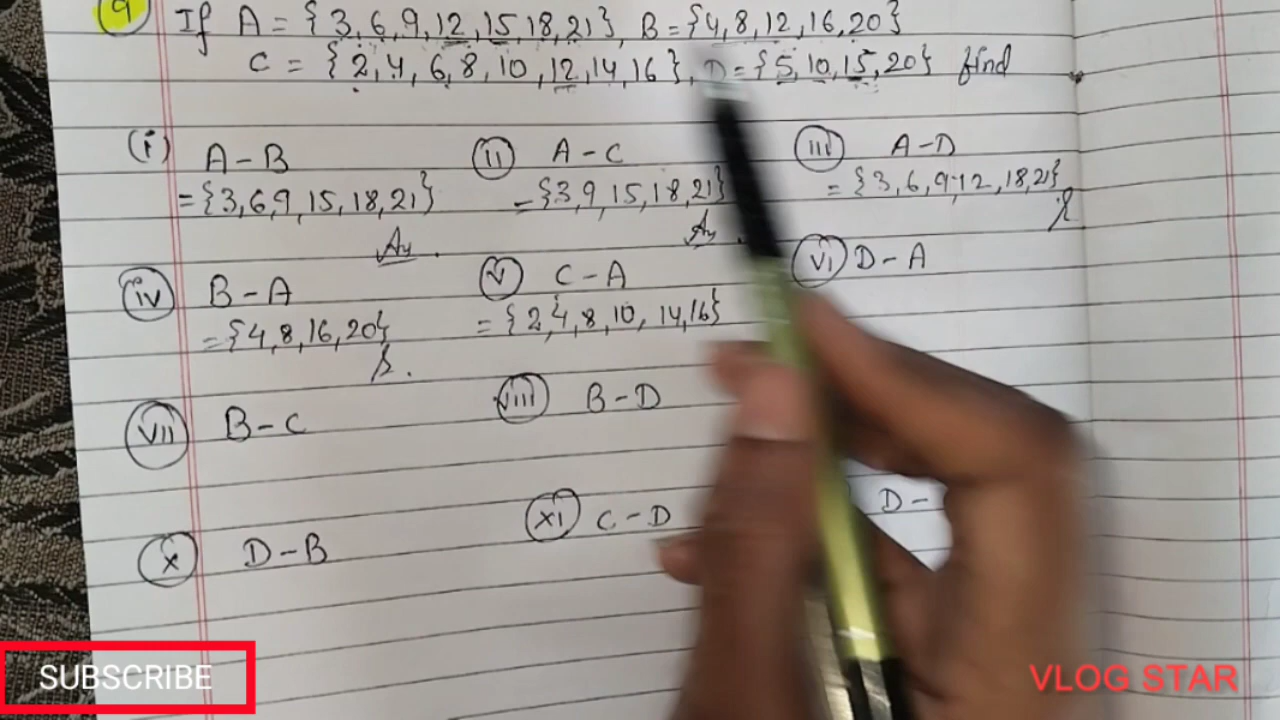 9 If A = {3,6,9,12,15,18,21}, B = {4,8,12,16,20}
C = {2,4,6,8,10,12,14,16}, D = {5,10,15,20} find
(i) A-B (ii) A-C (iii) A-D
= {3,6,9,15,18,21} = {3,9,15,18,21} = {3,6,9,12,18,21}
(iv) B-A (v) C-A (vi) D-A
= {4,8,16,20} = {2,4,8,10,14,16}
(vii) B-C (viii) B-D
(x) D-B (xi) C-D D-
SUBSCRIBE
VLOG STAR